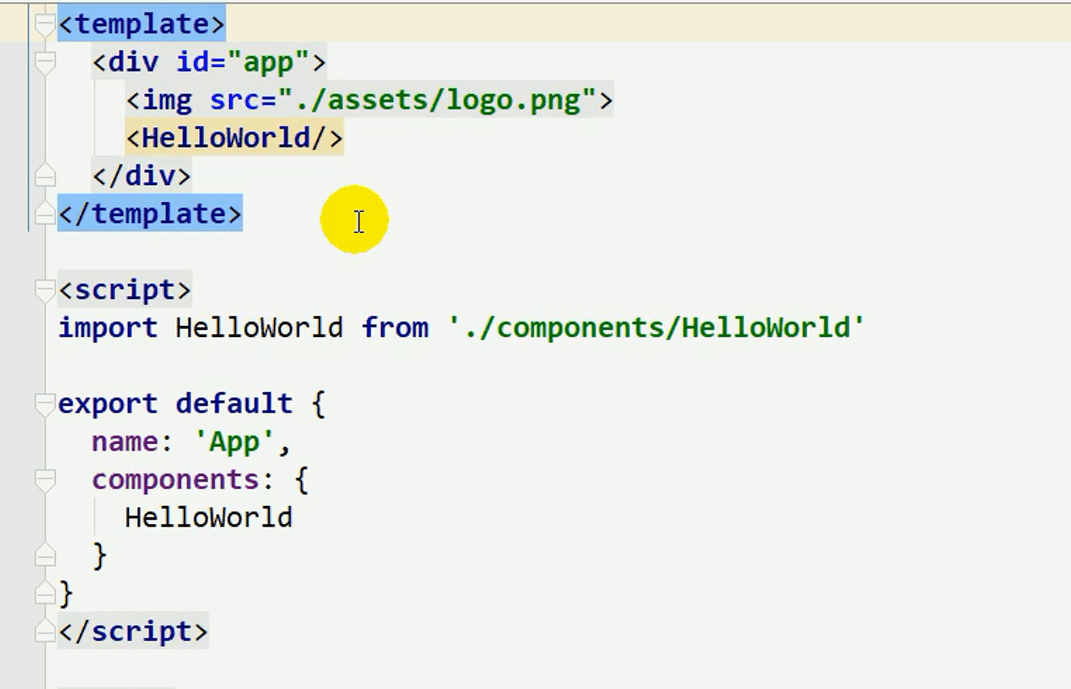 <template>
  <div id="app">
    <img src="./assets/logo.png">
    <HelloWorld/>
  </div>
</template>

<script>
import HelloWorld from './components/HelloWorld'

export default {
  name: 'App',
  components: {
    HelloWorld
  }
}
</script>